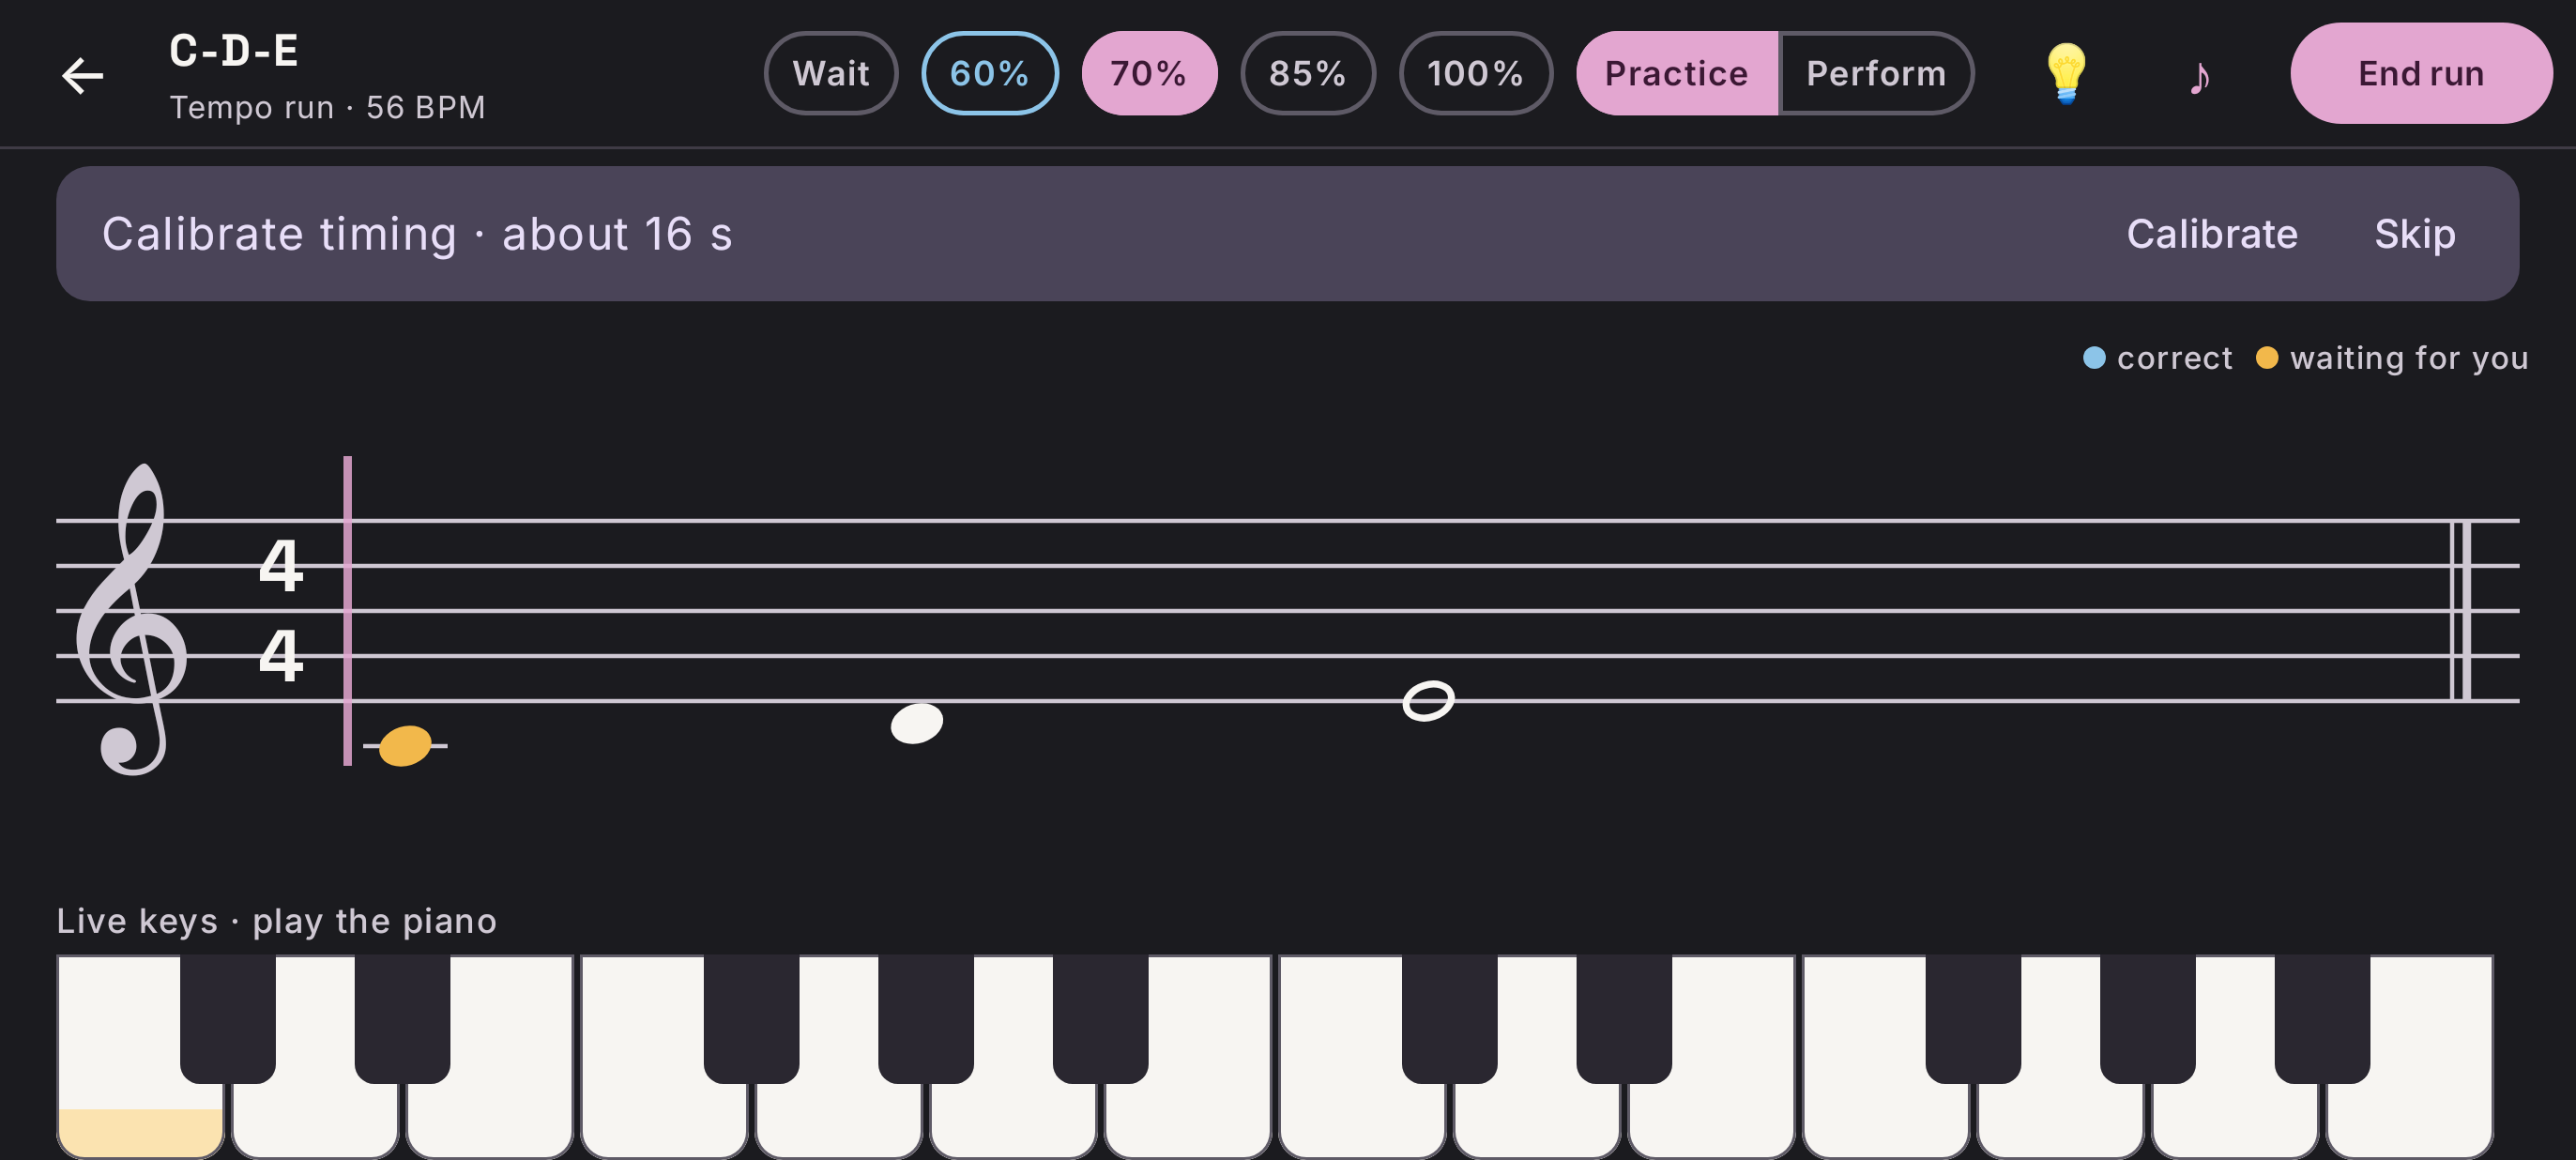 C-D-E
Tempo run · 56 BPM
Wait 60% 70% 85% 100% Practice Perform End run
Calibrate timing · about 16 s Calibrate Skip
correct waiting for you
4
4
Live keys · play the piano